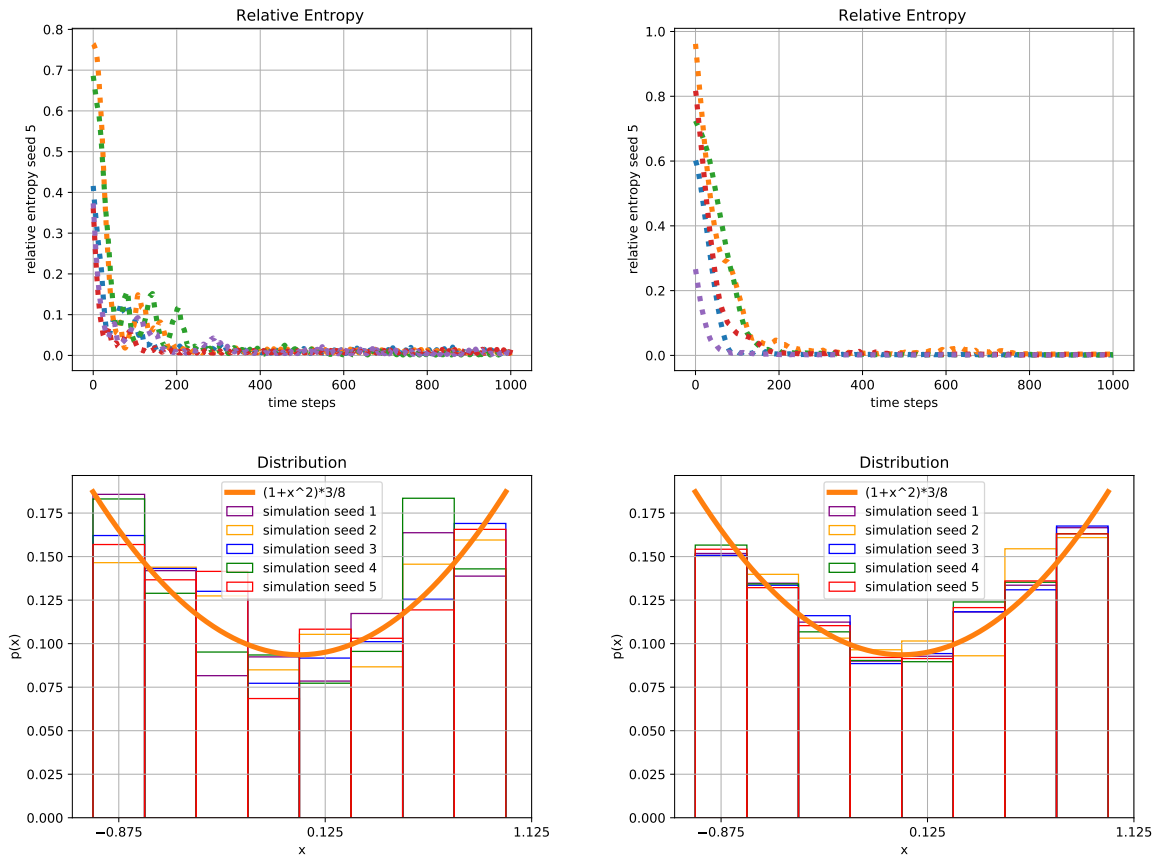 Relative Entropy
relative entropy seed 5
0.8
0.7
0.6
0.5
0.4
0.3
0.2
0.1
0.0
0 200 400 600 800 1000
time steps
Relative Entropy
relative entropy seed 5
1.0
0.8
0.6
0.4
0.2
0.0
0 200 400 600 800 1000
time steps
Distribution
p(x)
0.175
0.150
0.125
0.100
0.075
0.050
0.025
0.000
(1+x^2)*3/8
simulation seed 1
simulation seed 2
simulation seed 3
simulation seed 4
simulation seed 5
−0.875 0.125 1.125
x
Distribution
p(x)
0.175
0.150
0.125
0.100
0.075
0.050
0.025
0.000
(1+x^2)*3/8
simulation seed 1
simulation seed 2
simulation seed 3
simulation seed 4
simulation seed 5
−0.875 0.125 1.125
x